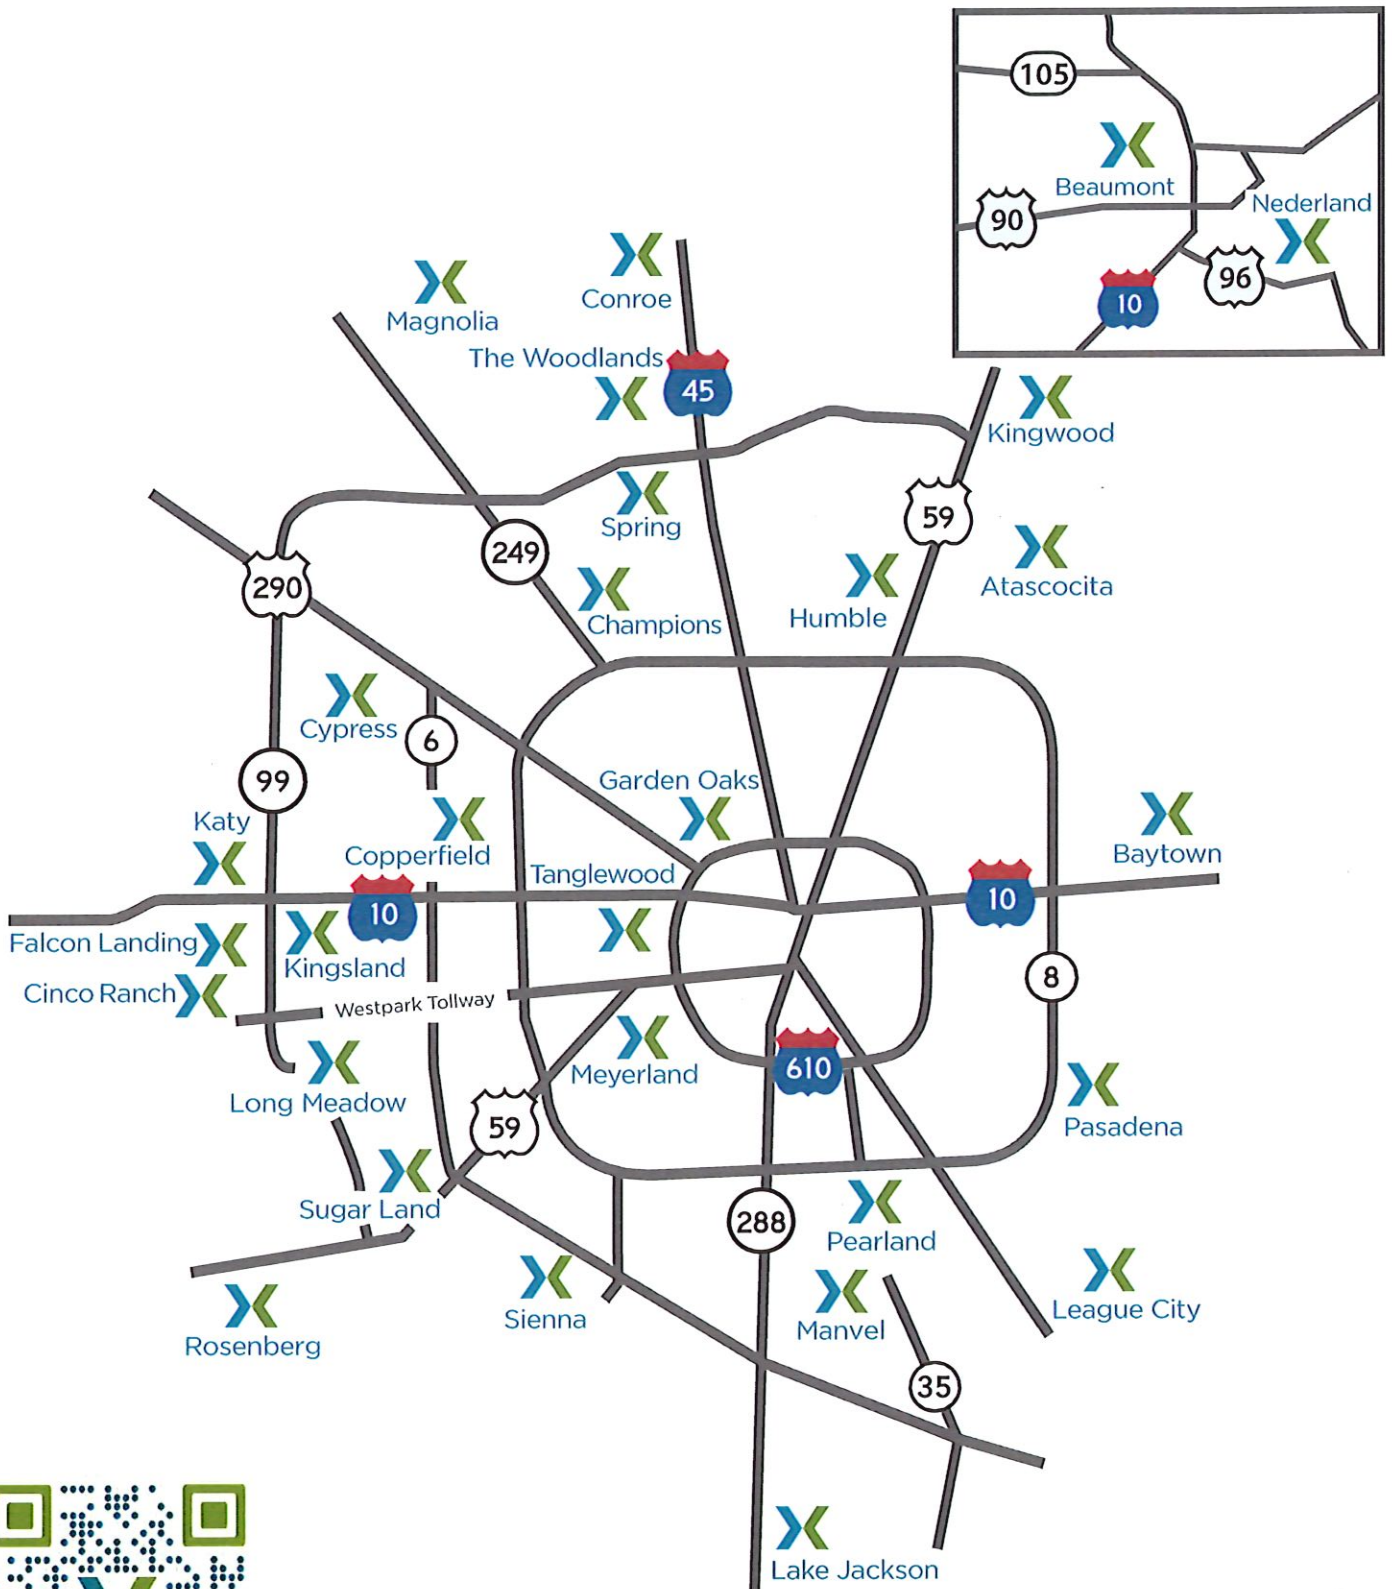 105
Beaumont
90
Nederland
96
10
Conroe
Magnolia
The Woodlands
45
Kingwood
Spring
59
249
Atascocita
290
Humble
Champions
Cypress
6
99
Garden Oaks
Katy
Copperfield
Baytown
Tanglewood
10
10
Falcon Landing
Kingsland
8
Cinco Ranch
Westpark Tollway
610
Meyerland
Long Meadow
59
Pasadena
Sugar Land
288
Pearland
League City
Sienna
Manvel
Rosenberg
35
Lake Jackson